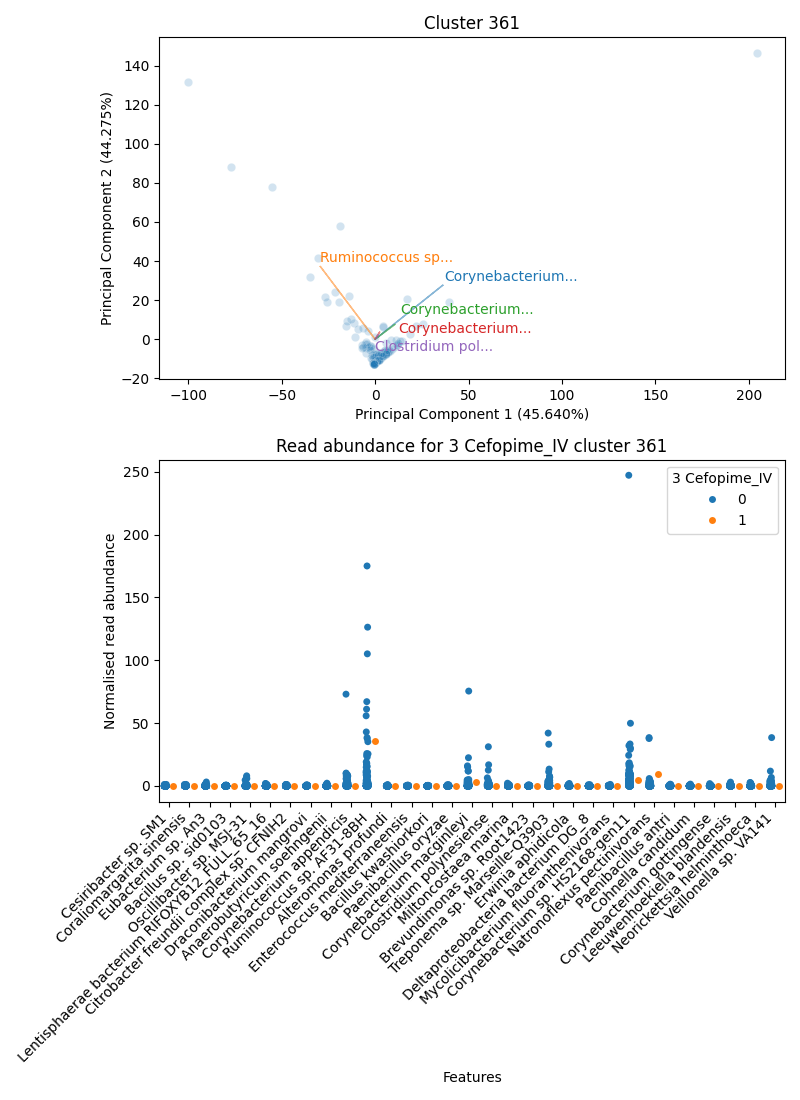 Cluster 361
140
120
100
80
60
40
20
0
−20
Principal Component 2 (44.275%)
Ruminococcus sp...
Corynebacterium...
Corynebacterium...
Corynebacterium...
Clostridium pol...
−100
−50
0
50
100
150
200
Principal Component 1 (45.640%)
Read abundance for 3 Cefopime_IV cluster 361
250
200
150
100
50
0
Normalised read abundance
3 Cefopime_IV
0
1
Cesiribacter sp. SM1
Coraliomargarita sinensis
Eubacterium sp. An3
Bacillus sp. sid0103
Oscillibacter sp. MSJ-31
Lentisphaerae bacterium RIFOXYB12_FULL_65_16
Citrobacter freundii complex sp. CFNIH2
Draconibacterium mangrovi
Anaerobutyricum soehngenii
Corynebacterium appendicis
Ruminococcus sp. AF31-8BH
Alteromonas profundi
Enterococcus mediterraneensis
Bacillus kwashiorkori
Paenibacillus oryzae
Corynebacterium macginleyi
Clostridium polynesiense
Miltoncostaea marina
Brevundimonas sp. Root1423
Treponema sp. Marseille-Q3903
Erwinia aphidicola
Deltaproteobacteria bacterium DG_8
Mycolicibacterium fluoranthenivorans
Corynebacterium sp. HS2168-gen11
Natronoflexus pectinivorans
Paenibacillus antri
Cohnella candidum
Corynebacterium gottingense
Leeuwenhoekiella blandensis
Neorickettsia helminthoeca
Veillonella sp. VA141
Features